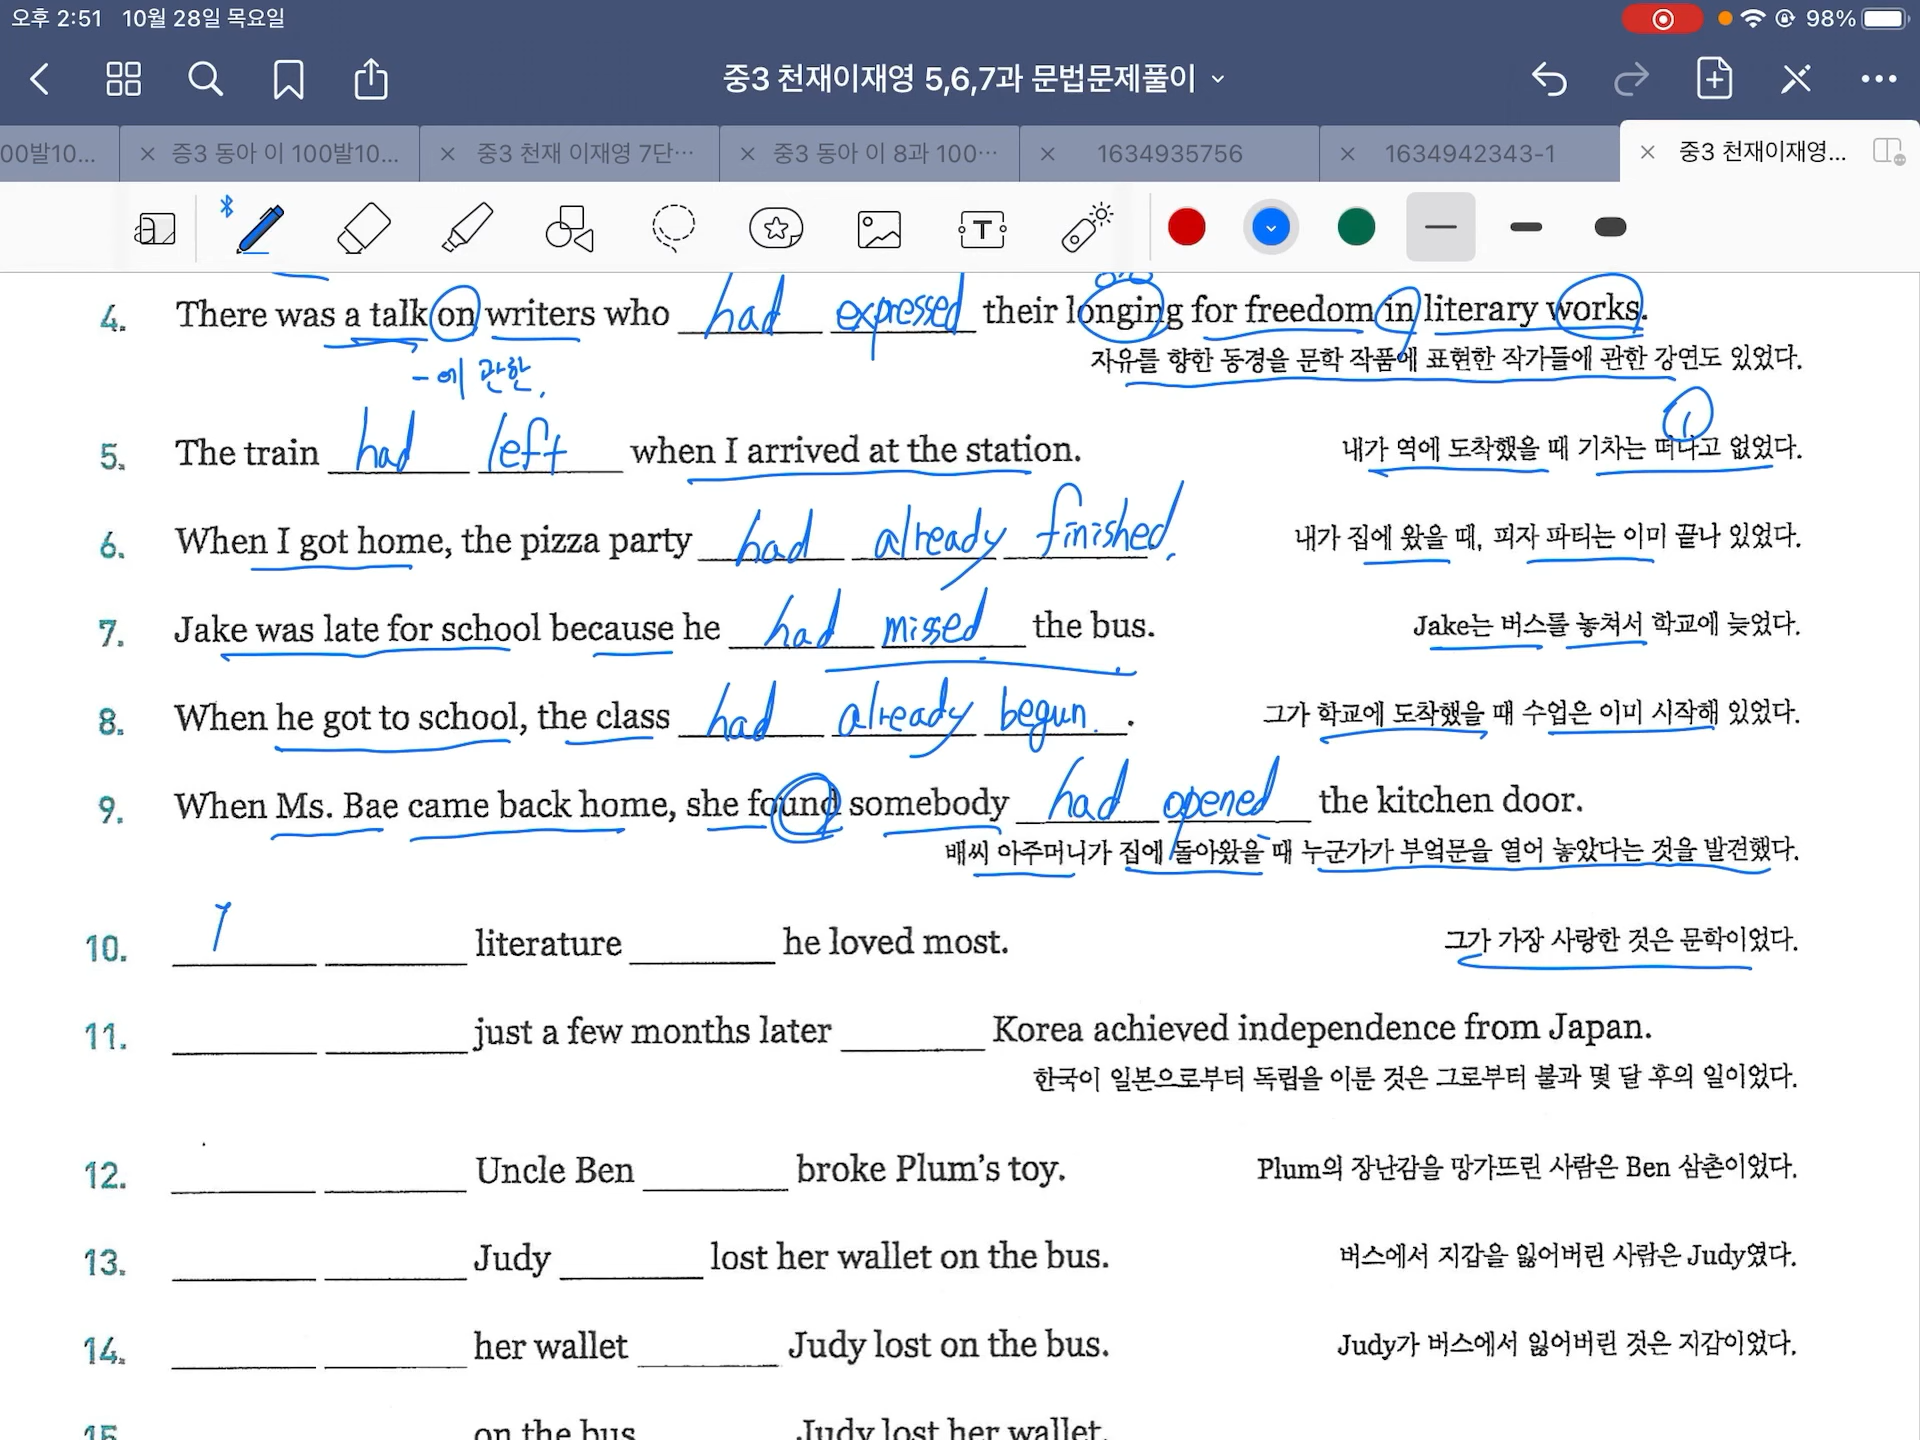 오후 2:51 10월 28일 목요일 98%
중3 천재이재영 5,6,7과 문법문제풀이
00발10... 증3 동아 이 100발10... 중3 천재 이재영 7단... 중3 동아 이 8과 100... 1634935756 1634942343-1 중3 천재이재영...
4. There was a talk on writers who had expressed their longing for freedom in literary works.
자유를 향한 동경을 문학 작품에 표현한 작가들에 관한 강연도 있었다.
-에 관한.
5. The train had left when I arrived at the station. 내가 역에 도착했을 때 기차는 떠나고 없었다.
6. When I got home, the pizza party had already finished. 내가 집에 왔을 때, 피자 파티는 이미 끝나 있었다.
7. Jake was late for school because he had missed the bus. Jake는 버스를 놓쳐서 학교에 늦었다.
8. When he got to school, the class had already begun. 그가 학교에 도착했을 때 수업은 이미 시작해 있었다.
9. When Ms. Bae came back home, she found somebody had opened the kitchen door.
배씨 아주머니가 집에 돌아왔을 때 누군가가 부엌문을 열어 놓았다는 것을 발견했다.
10. literature he loved most. 그가 가장 사랑한 것은 문학이었다.
11. just a few months later Korea achieved independence from Japan.
한국이 일본으로부터 독립을 이룬 것은 그로부터 불과 몇 달 후의 일이었다.
12. Uncle Ben broke Plum's toy. Plum의 장난감을 망가뜨린 사람은 Ben 삼촌이었다.
13. Judy lost her wallet on the bus. 버스에서 지갑을 잃어버린 사람은 Judy였다.
14. her wallet Judy lost on the bus. Judy가 버스에서 잃어버린 것은 지갑이었다.
15 on the bus Judy lost her wallet.